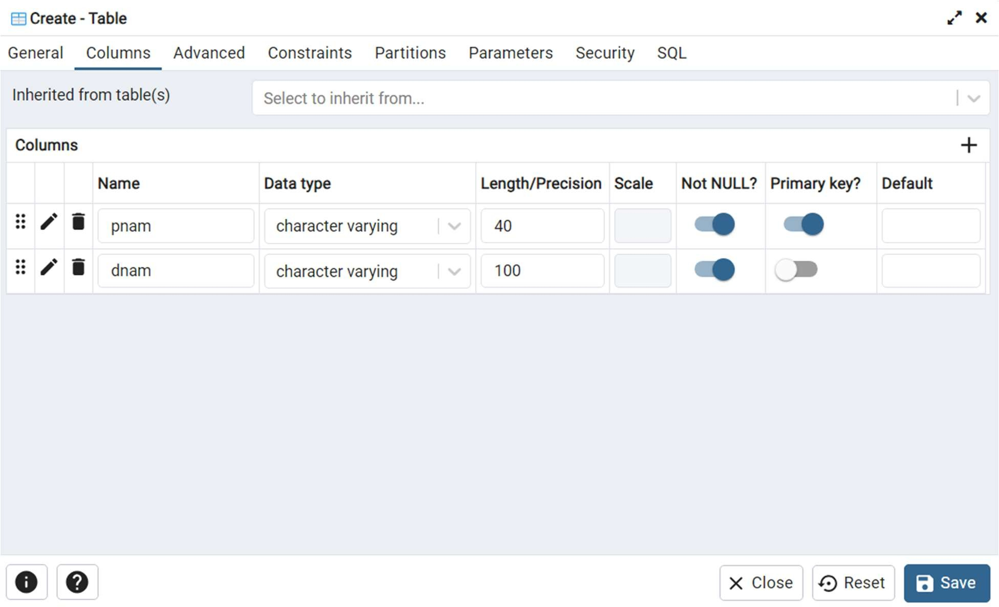 Create - Table
General Columns Advanced Constraints Partitions Parameters Security SQL
Inherited from table(s) Select to inherit from...
Columns
Name Data type Length/Precision Scale Not NULL? Primary key? Default
pnam character varying 40
dnam character varying 100
Close Reset Save